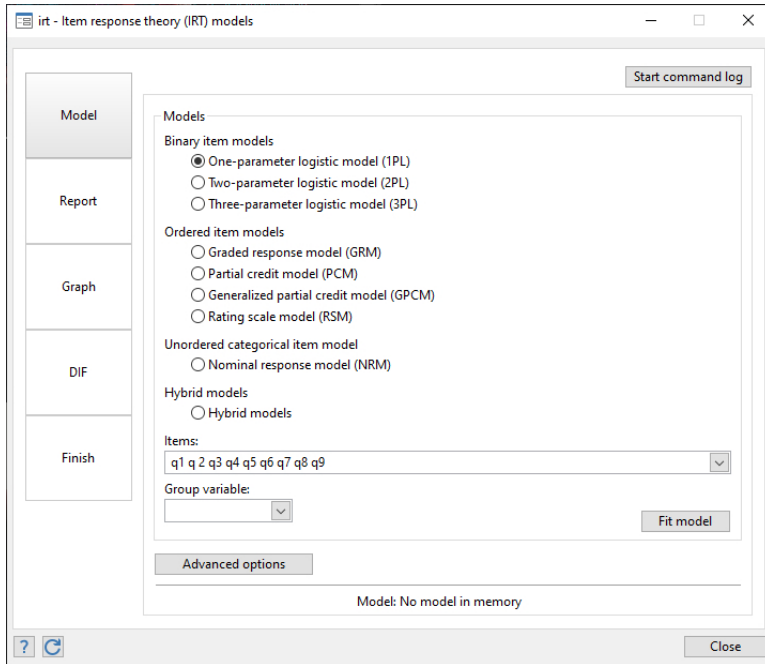 irt - Item response theory (IRT) models
Start command log
Model
Report
Graph
DIF
Finish
Models
Binary item models
One-parameter logistic model (1PL)
Two-parameter logistic model (2PL)
Three-parameter logistic model (3PL)
Ordered item models
Graded response model (GRM)
Partial credit model (PCM)
Generalized partial credit model (GPCM)
Rating scale model (RSM)
Unordered categorical item model
Nominal response model (NRM)
Hybrid models
Hybrid models
Items:
q1 q 2 q3 q4 q5 q6 q7 q8 q9
Group variable:
Fit model
Advanced options
Model: No model in memory
?
Close